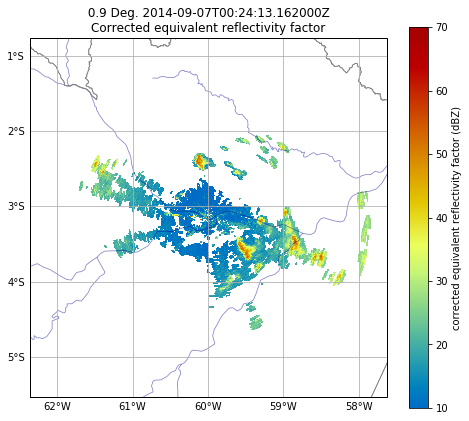 0.9 Deg. 2014-09-07T00:24:13.162000Z
Corrected equivalent reflectivity factor
1°S
2°S
3°S
4°S
5°S
62°W
61°W
60°W
59°W
58°W
70
60
50
40
30
20
10
corrected equivalent reflectivity factor (dBZ)